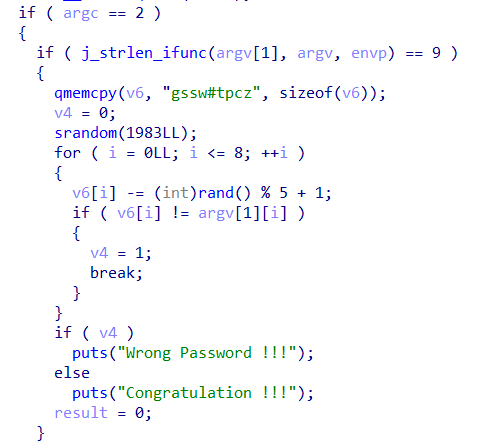 if ( argc == 2 )
{
if ( j_strlen_ifunc(argv[1], argv, envp) == 9 )
{
qmemcpy(v6, "gssw#tpcz", sizeof(v6));
v4 = 0;
srandom(1983LL);
for ( i = 0LL; i <= 8; ++i )
{
v6[i] -= (int)rand() % 5 + 1;
if ( v6[i] != argv[1][i] )
{
v4 = 1;
break;
}
}
if ( v4 )
puts("Wrong Password !!!");
else
puts("Congratulation !!!");
result = 0;
}